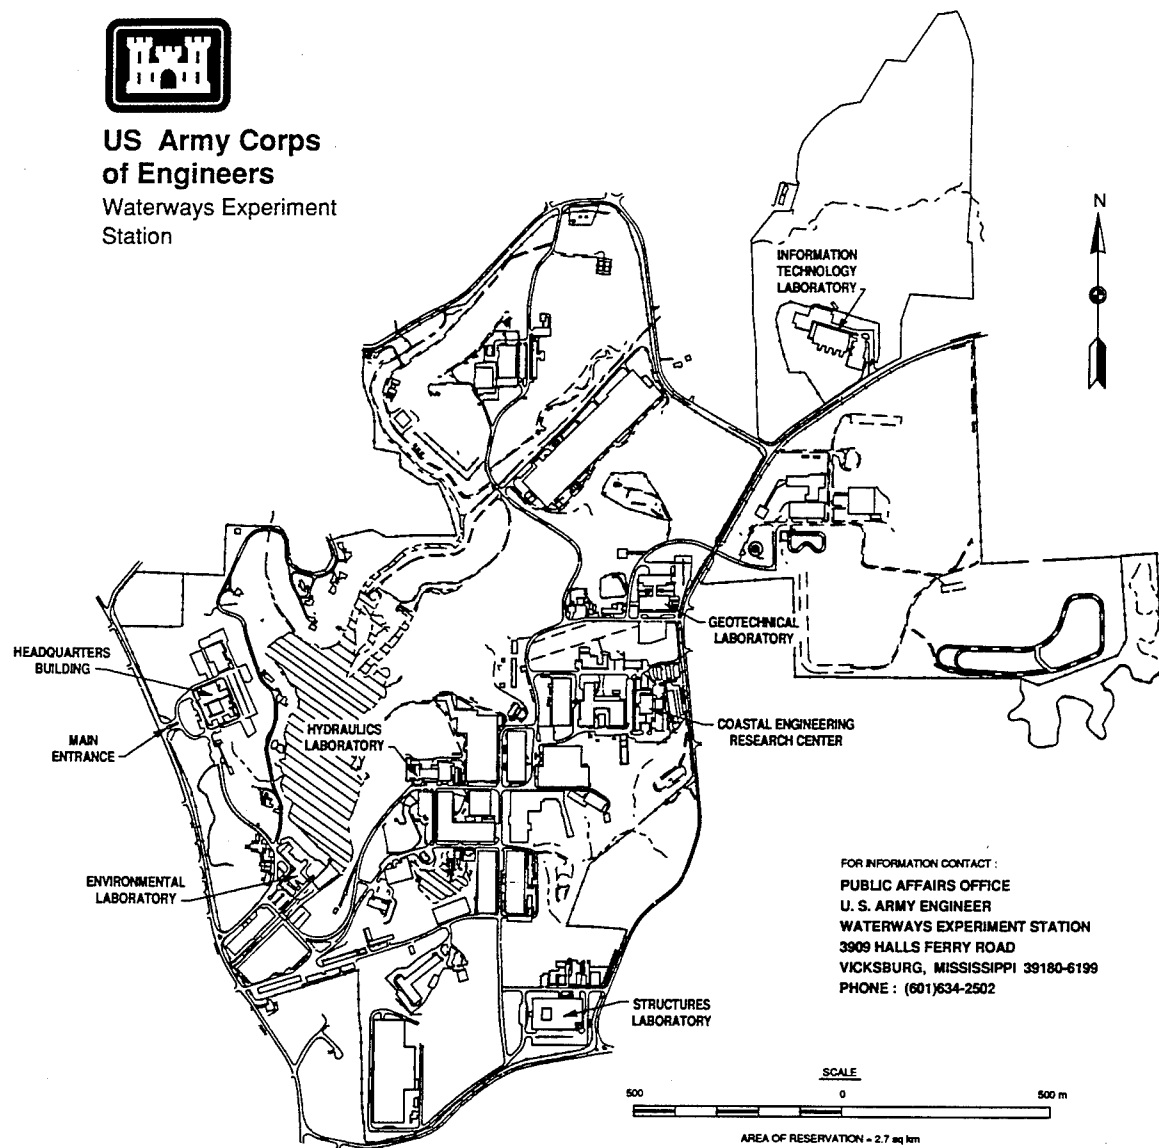 US Army Corps
of Engineers
Waterways Experiment
Station
N
INFORMATION
TECHNOLOGY
LABORATORY
GEOTECHNICAL
LABORATORY
HEADQUARTERS
BUILDING
MAIN
ENTRANCE
HYDRAULICS
LABORATORY
COASTAL ENGINEERING
RESEARCH CENTER
ENVIRONMENTAL
LABORATORY
STRUCTURES
LABORATORY
FOR INFORMATION CONTACT :
PUBLIC AFFAIRS OFFICE
U. S. ARMY ENGINEER
WATERWAYS EXPERIMENT STATION
3909 HALLS FERRY ROAD
VICKSBURG, MISSISSIPPI 39180-6199
PHONE : (601)634-2502
SCALE
500 0 500 m
AREA OF RESERVATION = 2.7 sq km